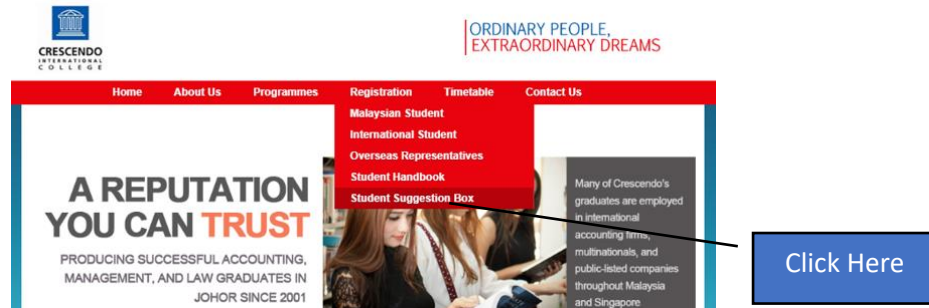 CRESCENDO
INTERNATIONAL
COLLEGE
ORDINARY PEOPLE,
EXTRAORDINARY DREAMS
Home About Us Programmes Registration Timetable Contact Us
Malaysian Student
International Student
Overseas Representatives
Student Handbook
Student Suggestion Box
A REPUTATION
YOU CAN TRUST
PRODUCING SUCCESSFUL ACCOUNTING,
MANAGEMENT, AND LAW GRADUATES IN
JOHOR SINCE 2001
Many of Crescendo's
graduates are employed
in international
accounting firms,
multinationals, and
public-listed companies
throughout Malaysia
and Singapore
Click Here